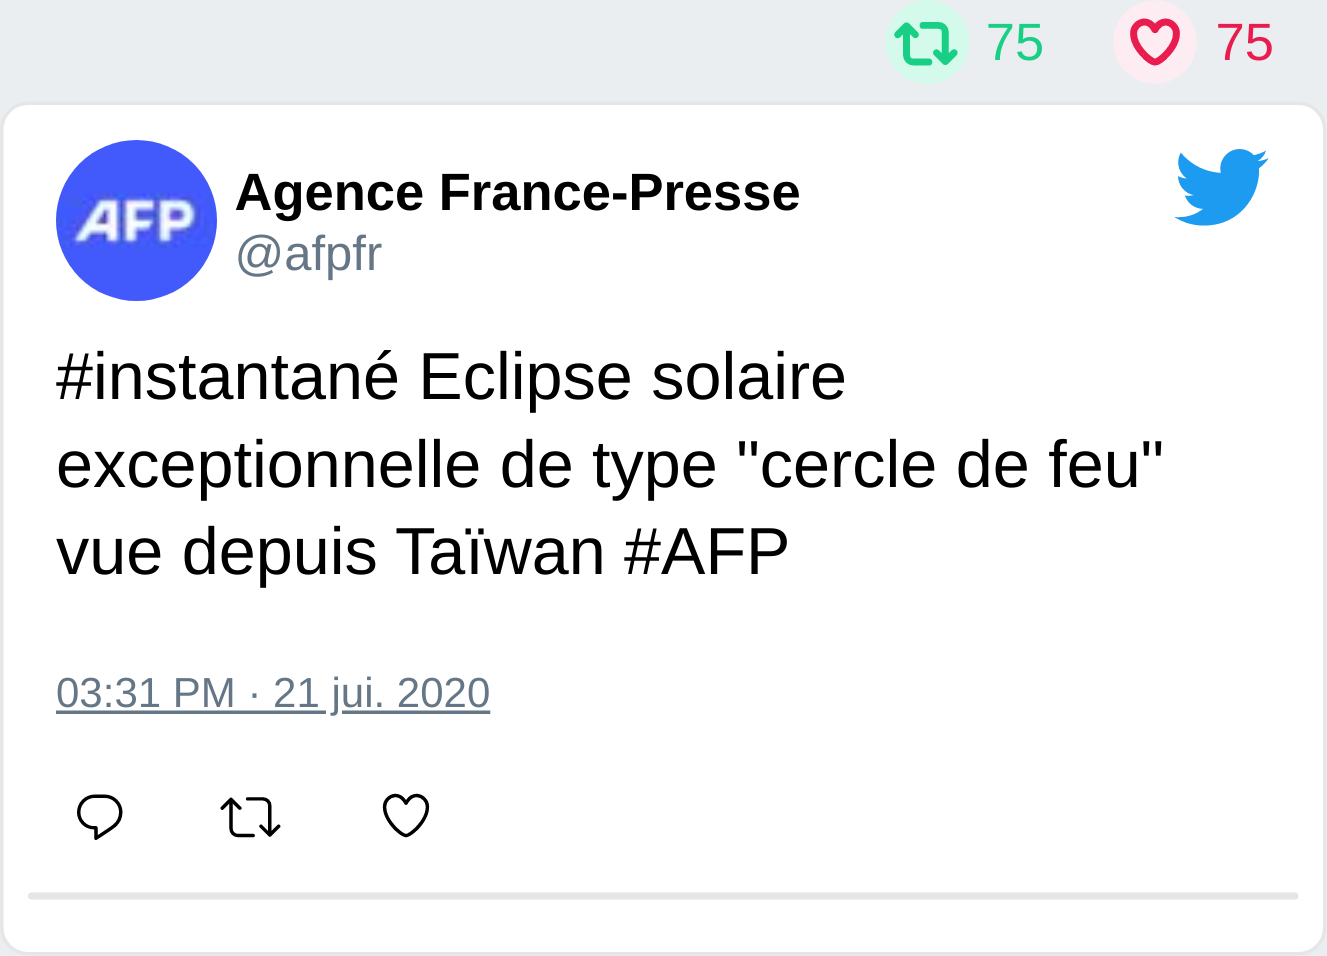 75 75
AFP
Agence France-Presse
@afpfr
#instantané Eclipse solaire
exceptionnelle de type "cercle de feu"
vue depuis Taïwan #AFP
03:31 PM · 21 jui. 2020